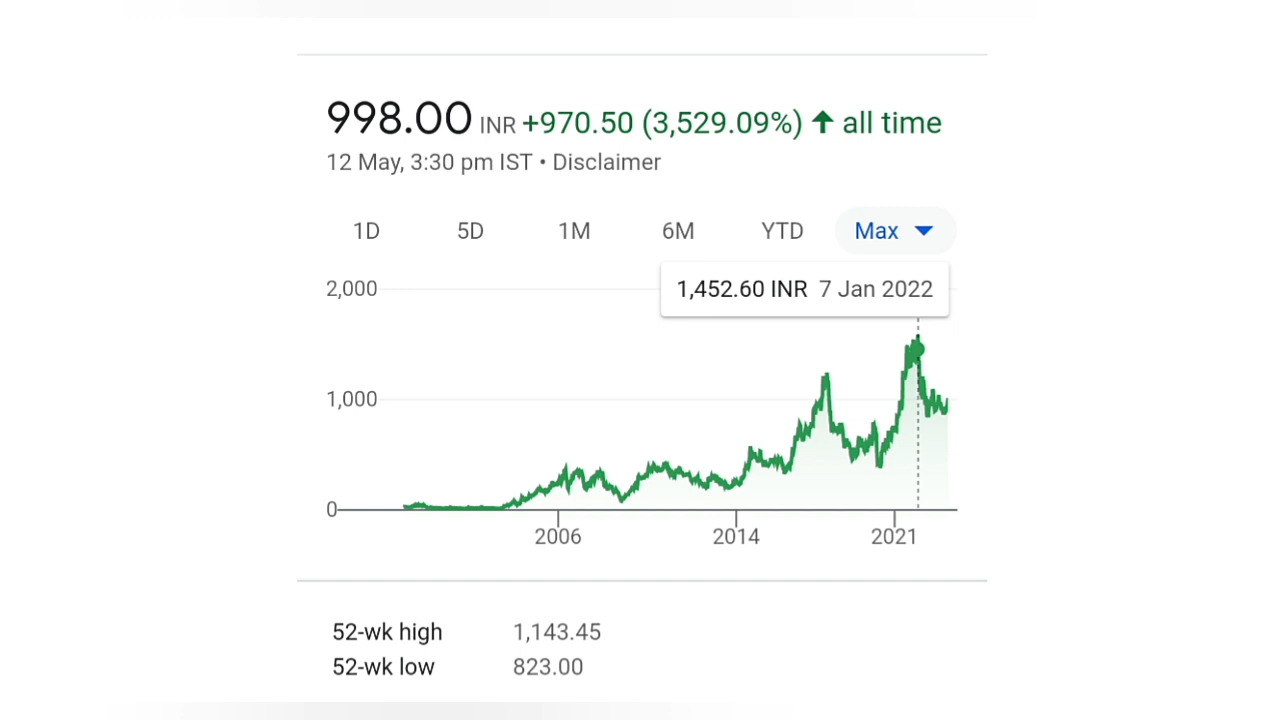 998.00 INR +970.50 (3,529.09%) ↑ all time
12 May, 3:30 pm IST • Disclaimer
1D 5D 1M 6M YTD Max
1,452.60 INR 7 Jan 2022
2,000
1,000
0
2006 2014 2021
52-wk high 1,143.45
52-wk low 823.00